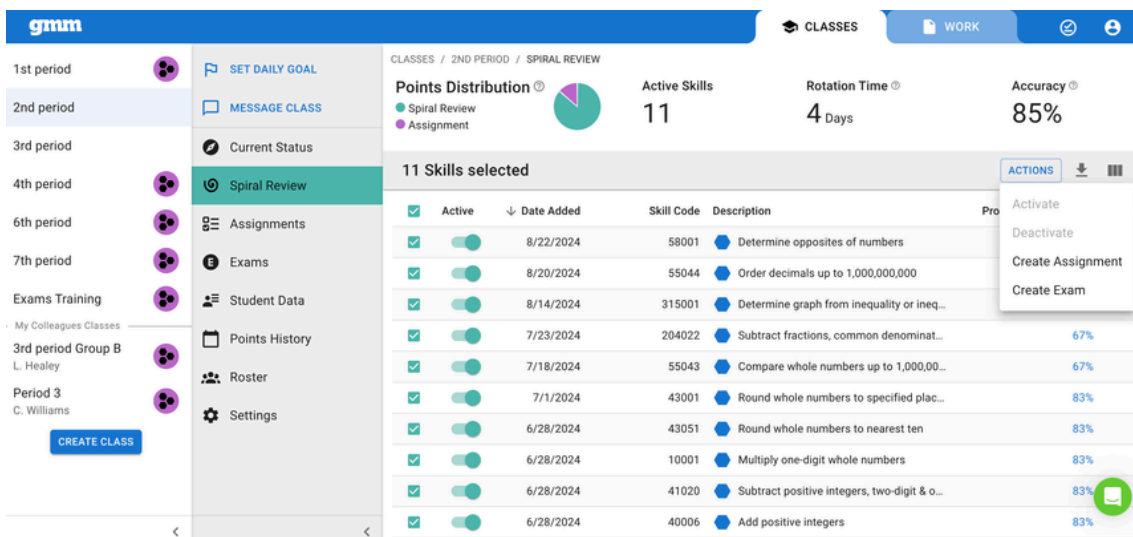 gmm
CLASSES
WORK
1st period
2nd period
3rd period
4th period
6th period
7th period
Exams Training
My Colleagues Classes
3rd period Group B
L. Healey
Period 3
C. Williams
CREATE CLASS
SET DAILY GOAL
MESSAGE CLASS
Current Status
Spiral Review
Assignments
Exams
Student Data
Points History
Roster
Settings
CLASSES / 2ND PERIOD / SPIRAL REVIEW
Points Distribution
Spiral Review
Assignment
Active Skills
11
Rotation Time
4 Days
Accuracy
85%
11 Skills selected
ACTIONS
Activate
Deactivate
Create Assignment
Create Exam
Active Date Added Skill Code Description Pro
8/22/2024 58001 Determine opposites of numbers
8/20/2024 55044 Order decimals up to 1,000,000,000
8/14/2024 315001 Determine graph from inequality or ineq...
7/23/2024 204022 Subtract fractions, common denominat... 67%
7/18/2024 55043 Compare whole numbers up to 1,000,00... 67%
7/1/2024 43001 Round whole numbers to specified plac... 83%
6/28/2024 43051 Round whole numbers to nearest ten 83%
6/28/2024 10001 Multiply one-digit whole numbers 83%
6/28/2024 41020 Subtract positive integers, two-digit & o... 83%
6/28/2024 40006 Add positive integers 83%